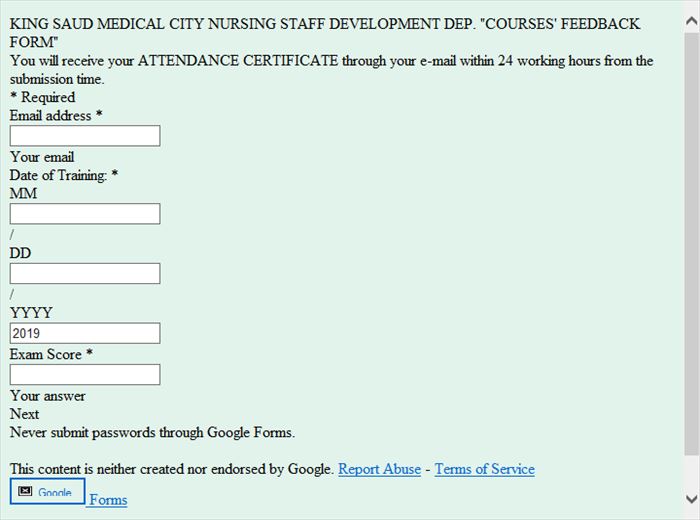 KING SAUD MEDICAL CITY NURSING STAFF DEVELOPMENT DEP. "COURSES' FEEDBACK
FORM"
You will receive your ATTENDANCE CERTIFICATE through your e-mail within 24 working hours from the
submission time.
* Required
Email address *
Your email
Date of Training: *
MM
/
DD
/
YYYY
2019
Exam Score *
Your answer
Next
Never submit passwords through Google Forms.
This content is neither created nor endorsed by Google. Report Abuse - Terms of Service
Google Forms